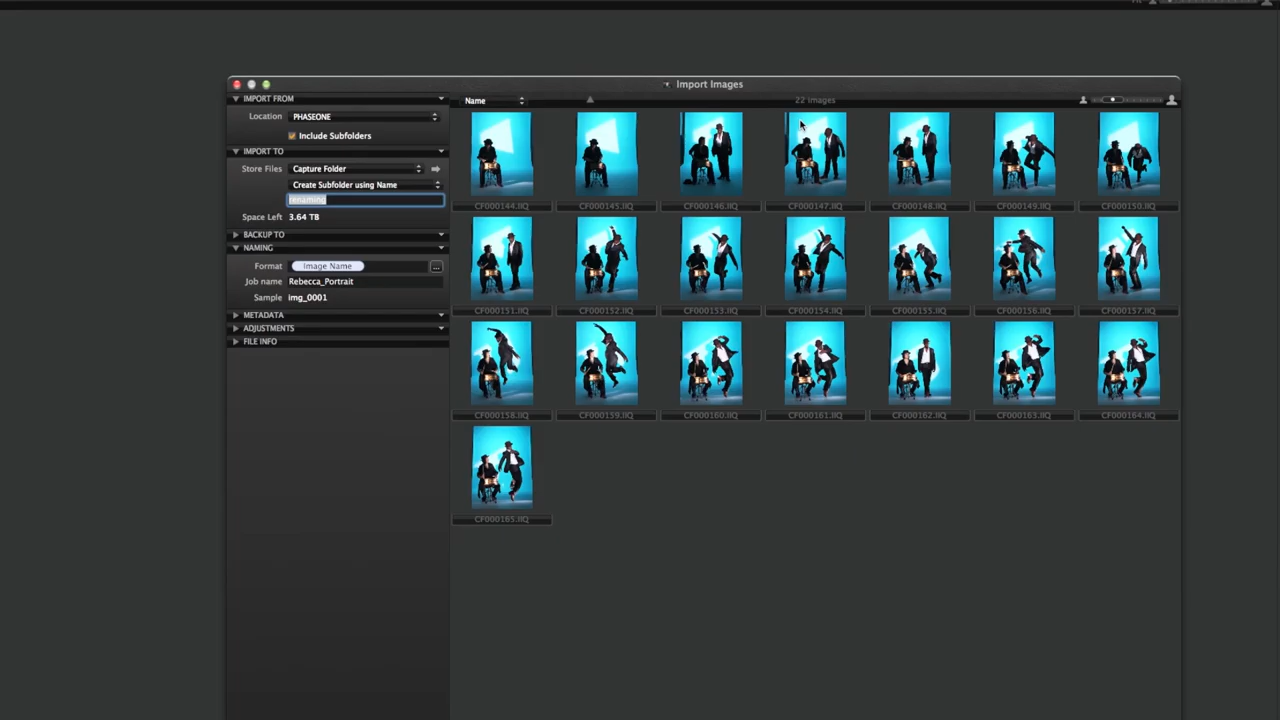 Import Images
IMPORT FROM
Location PHASEONE
Include Subfolders
IMPORT TO
Store Files Capture Folder
Create Subfolder using Name
renaming
Space Left 3.64 TB
BACKUP TO
NAMING
Format Image Name ...
Job name Rebecca_Portrait
Sample img_0001
METADATA
ADJUSTMENTS
FILE INFO
Name 22 images
CF000144.IIQ CF000145.IIQ CF000146.IIQ CF000147.IIQ CF000148.IIQ CF000149.IIQ CF000150.IIQ
CF000151.IIQ CF000152.IIQ CF000153.IIQ CF000154.IIQ CF000155.IIQ CF000156.IIQ CF000157.IIQ
CF000158.IIQ CF000159.IIQ CF000160.IIQ CF000161.IIQ CF000162.IIQ CF000163.IIQ CF000164.IIQ
CF000165.IIQ